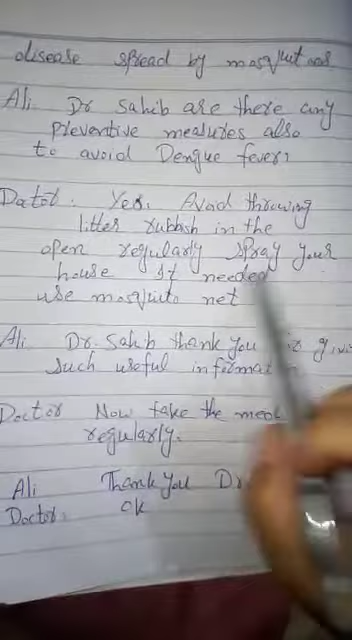 disease spread by mosquitoes
Ali Dr Sahib are there any
preventive measures also
to avoid Dengue fever?
Dator. Yes. Avoid throwing
litter rubbish in the
open regularly spray your
house If needed
use mosquito net
Ali Dr. Sahib thank you
such useful
Doctor Now take the
regularly.
Ali Thank you Dr
Doctor: ok